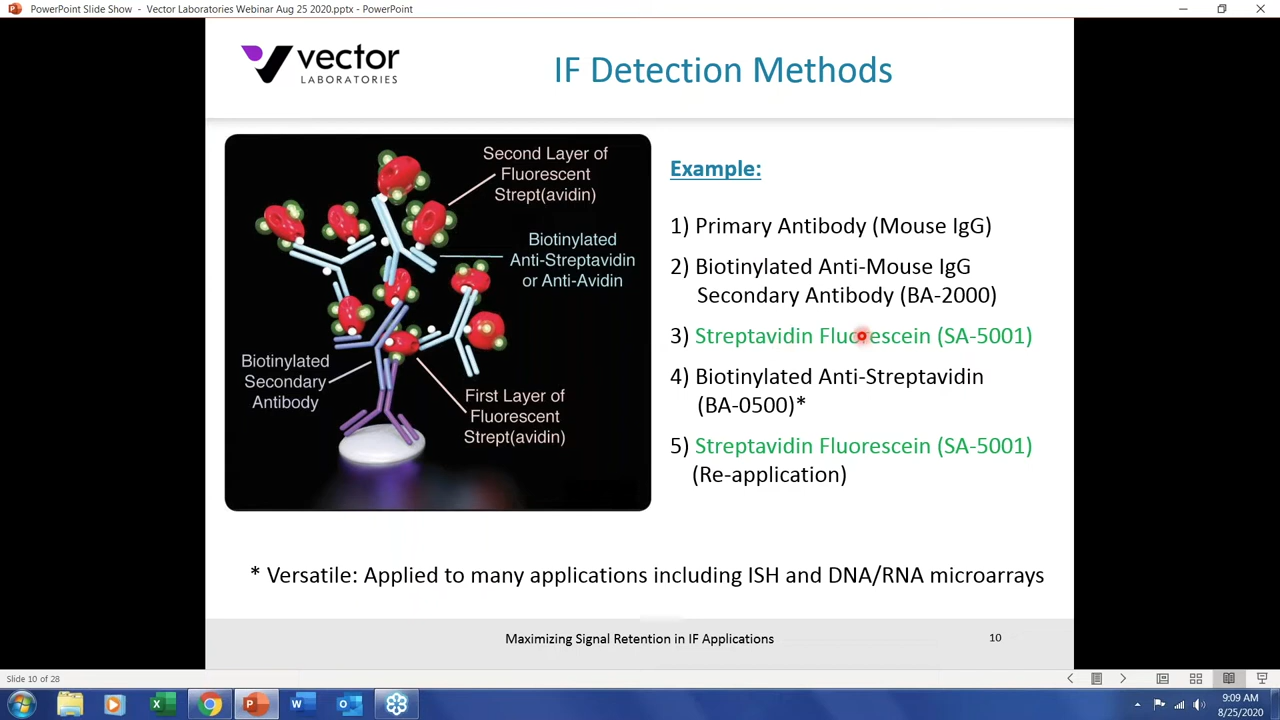 PowerPoint Slide Show - Vector Laboratories Webinar Aug 25 2020.pptx - PowerPoint
vector
LABORATORIES
IF Detection Methods
Second Layer of
Fluorescent
Strept(avidin)
Biotinylated
Anti-Streptavidin
or Anti-Avidin
Biotinylated
Secondary
Antibody
First Layer of
Fluorescent
Strept(avidin)
Example:
1) Primary Antibody (Mouse IgG)
2) Biotinylated Anti-Mouse IgG
Secondary Antibody (BA-2000)
3) Streptavidin Fluorescein (SA-5001)
4) Biotinylated Anti-Streptavidin
(BA-0500)*
5) Streptavidin Fluorescein (SA-5001)
(Re-application)
* Versatile: Applied to many applications including ISH and DNA/RNA microarrays
Maximizing Signal Retention in IF Applications
10
Slide 10 of 28
9:09 AM
8/25/2020